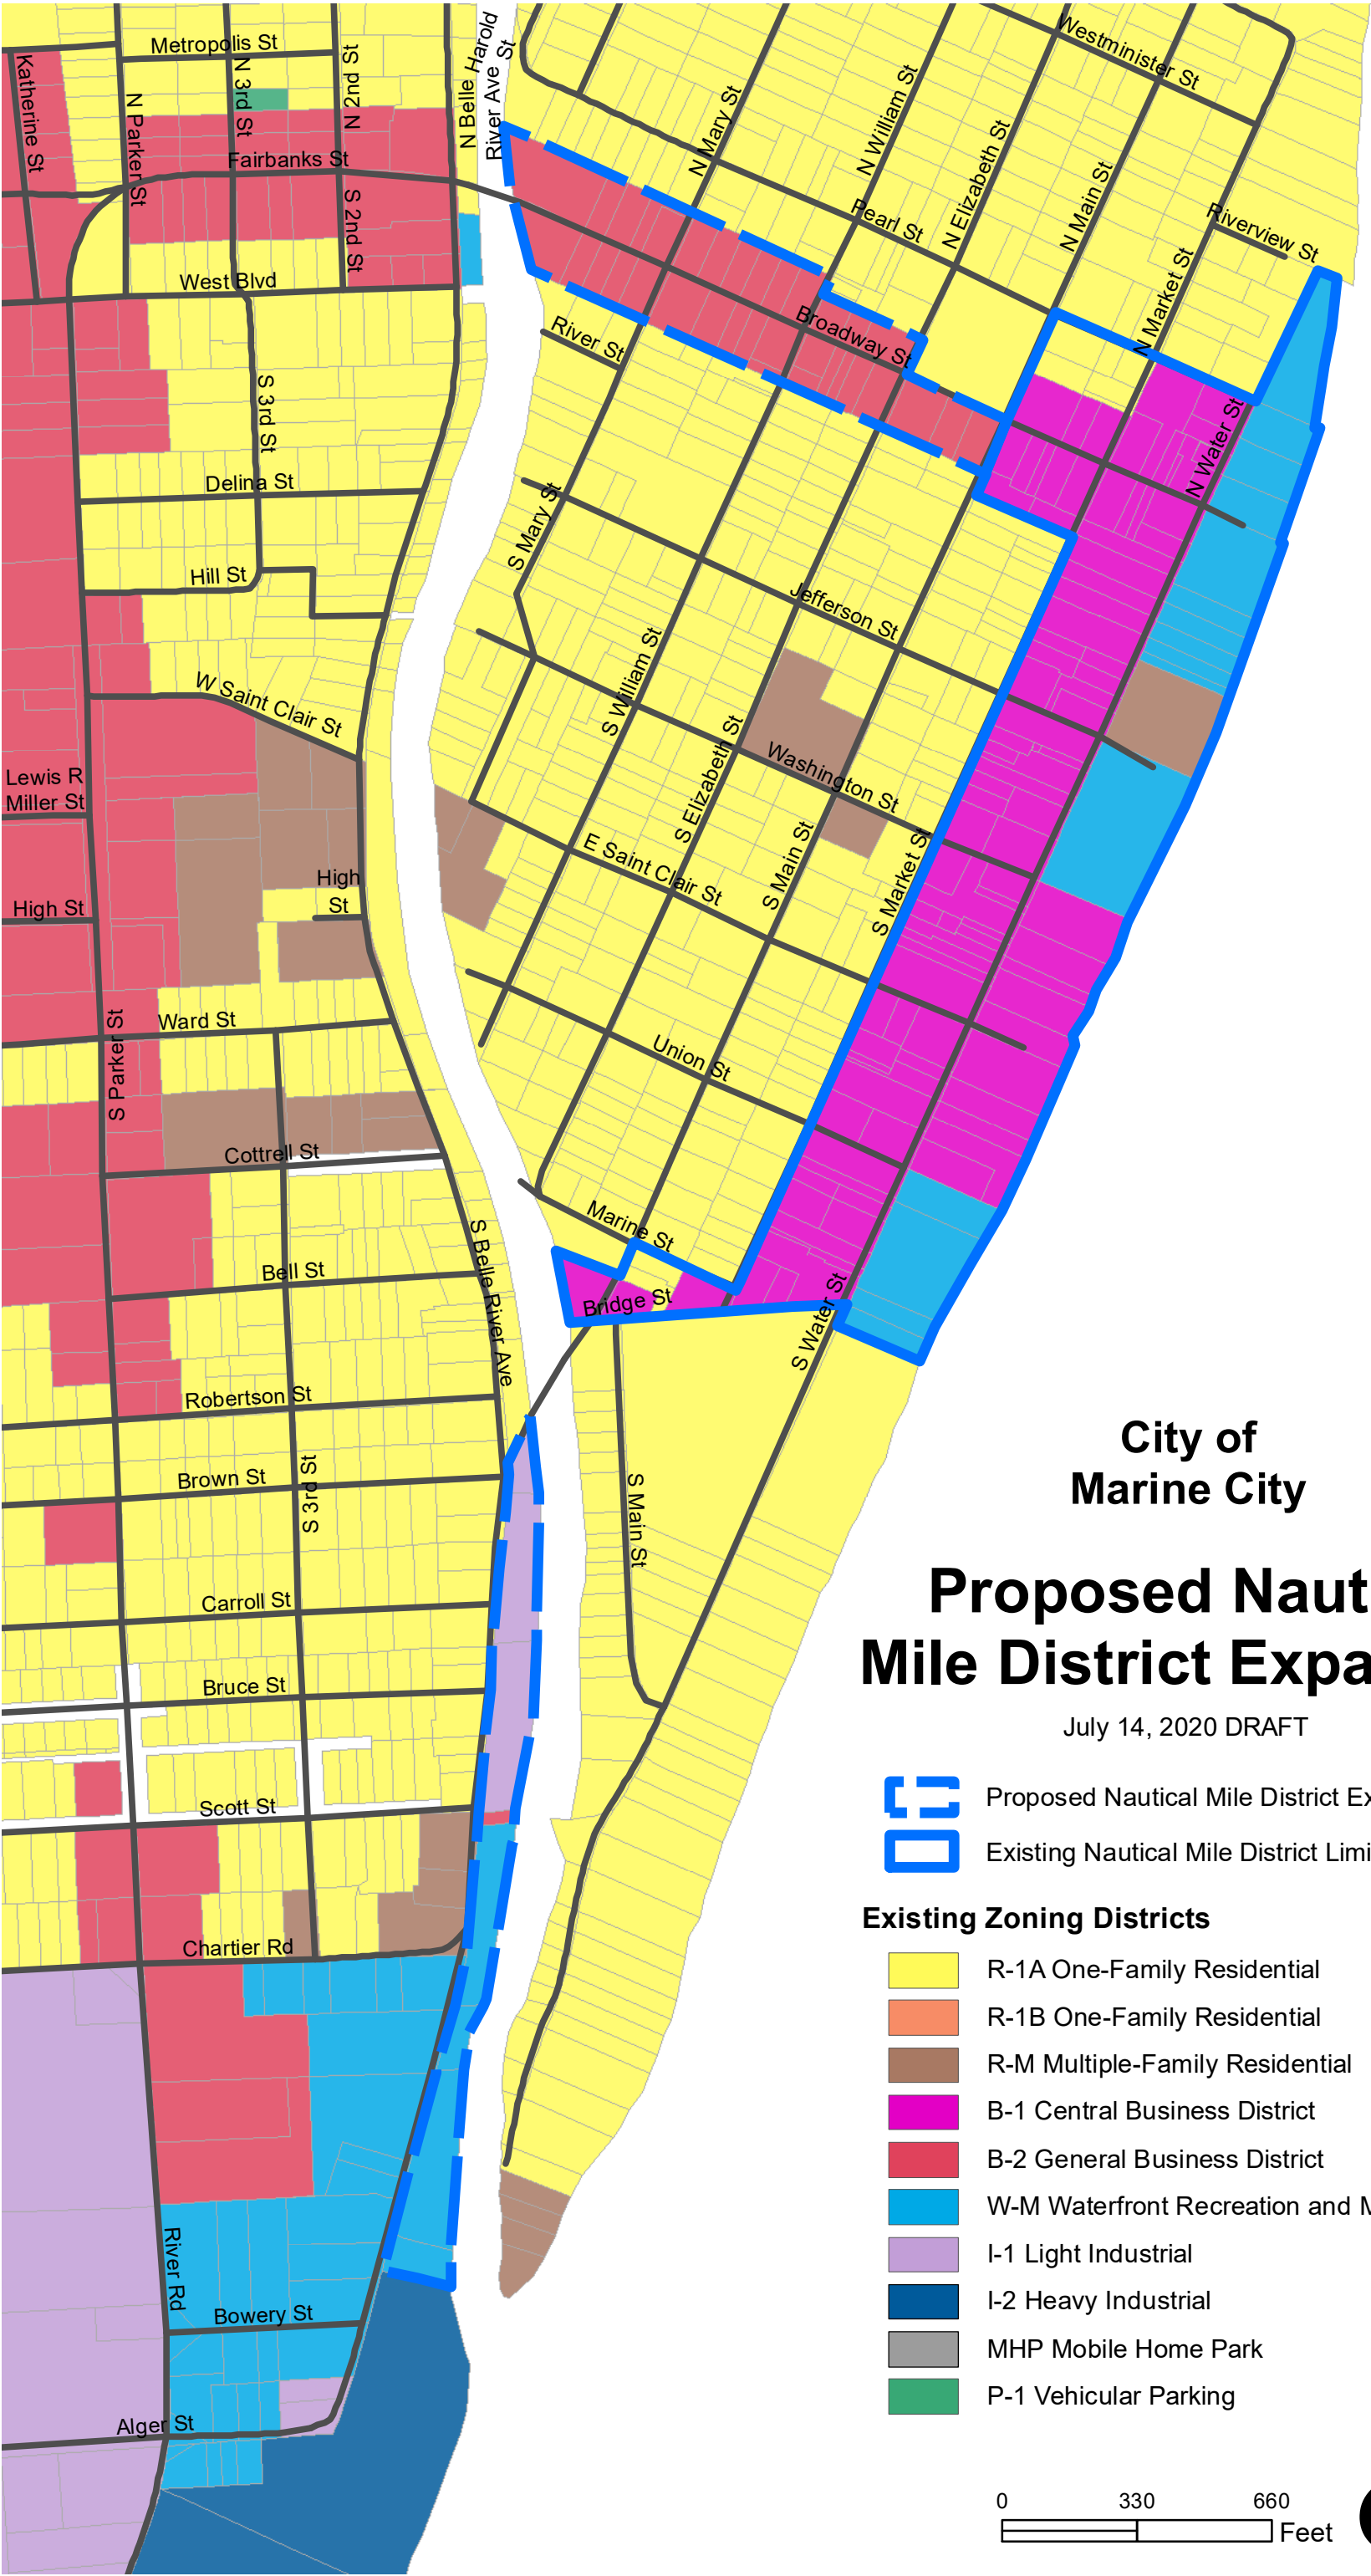 Metropolis St
Katherine St
N Parker St
N 3rd St
N 2nd St
N Belle
River Ave
Harold
St
Westminister St
N Mary St
N William St
N Elizabeth St
N Main St
Pearl St
Riverview St
N Market St
N Water St
Fairbanks St
S 2nd St
West Blvd
Broadway St
River St
S 3rd St
Delina St
S Mary St
Hill St
Jefferson St
W Saint Clair St
S William St
S Elizabeth St
Washington St
Lewis R
Miller St
E Saint Clair St
S Main St
S Market St
High
St
High St
S Parker St
Ward St
Union St
Cottrell St
Marine St
Bell St
S Belle River Ave
Bridge St
S Water St
Robertson St
Brown St
S 3rd St
S Main St
Carroll St
Bruce St
Scott St
Chartier Rd
River Rd
Bowery St
Alger St
City of
Marine City
Proposed Naut
Mile District Expa
July 14, 2020 DRAFT
Proposed Nautical Mile District Ex
Existing Nautical Mile District Limi
Existing Zoning Districts
R-1A One-Family Residential
R-1B One-Family Residential
R-M Multiple-Family Residential
B-1 Central Business District
B-2 General Business District
W-M Waterfront Recreation and M
I-1 Light Industrial
I-2 Heavy Industrial
MHP Mobile Home Park
P-1 Vehicular Parking
0 330 660
Feet